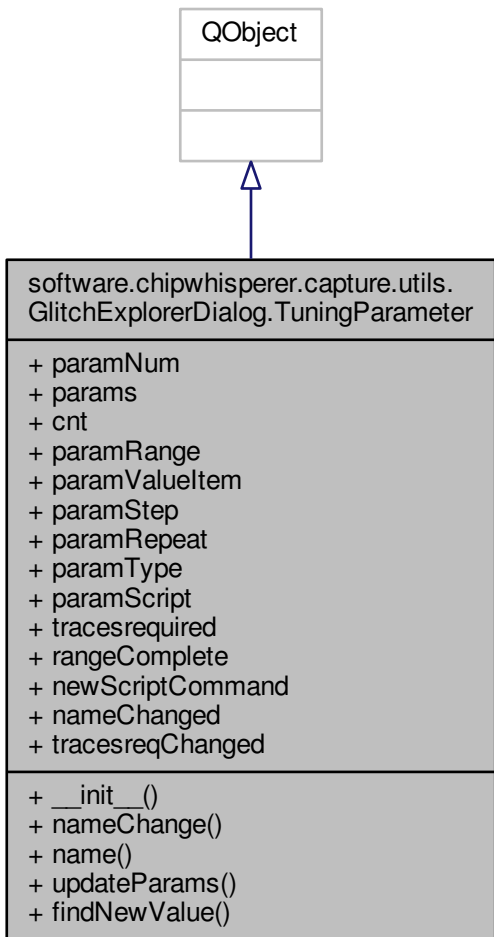 QObject
software.chipwhisperer.capture.utils.
GlitchExplorerDialog.TuningParameter
+ paramNum
+ params
+ cnt
+ paramRange
+ paramValueItem
+ paramStep
+ paramRepeat
+ paramType
+ paramScript
+ tracesrequired
+ rangeComplete
+ newScriptCommand
+ nameChanged
+ tracesreqChanged
+ __init__()
+ nameChange()
+ name()
+ updateParams()
+ findNewValue()